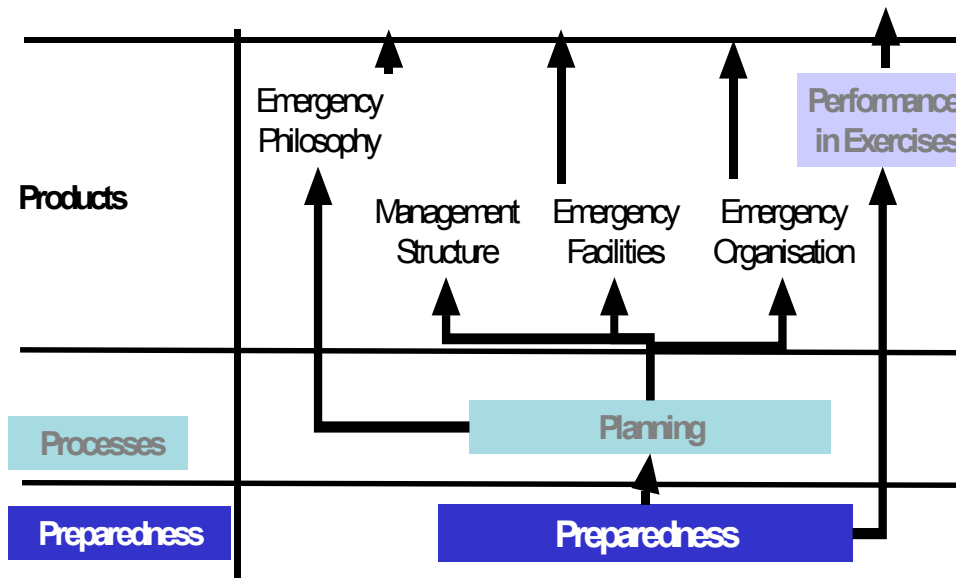 Emergency
Philosophy
Performance
in Exercises
Products
Management
Structure
Emergency
Facilities
Emergency
Organisation
Processes
Planning
Preparedness
Preparedness